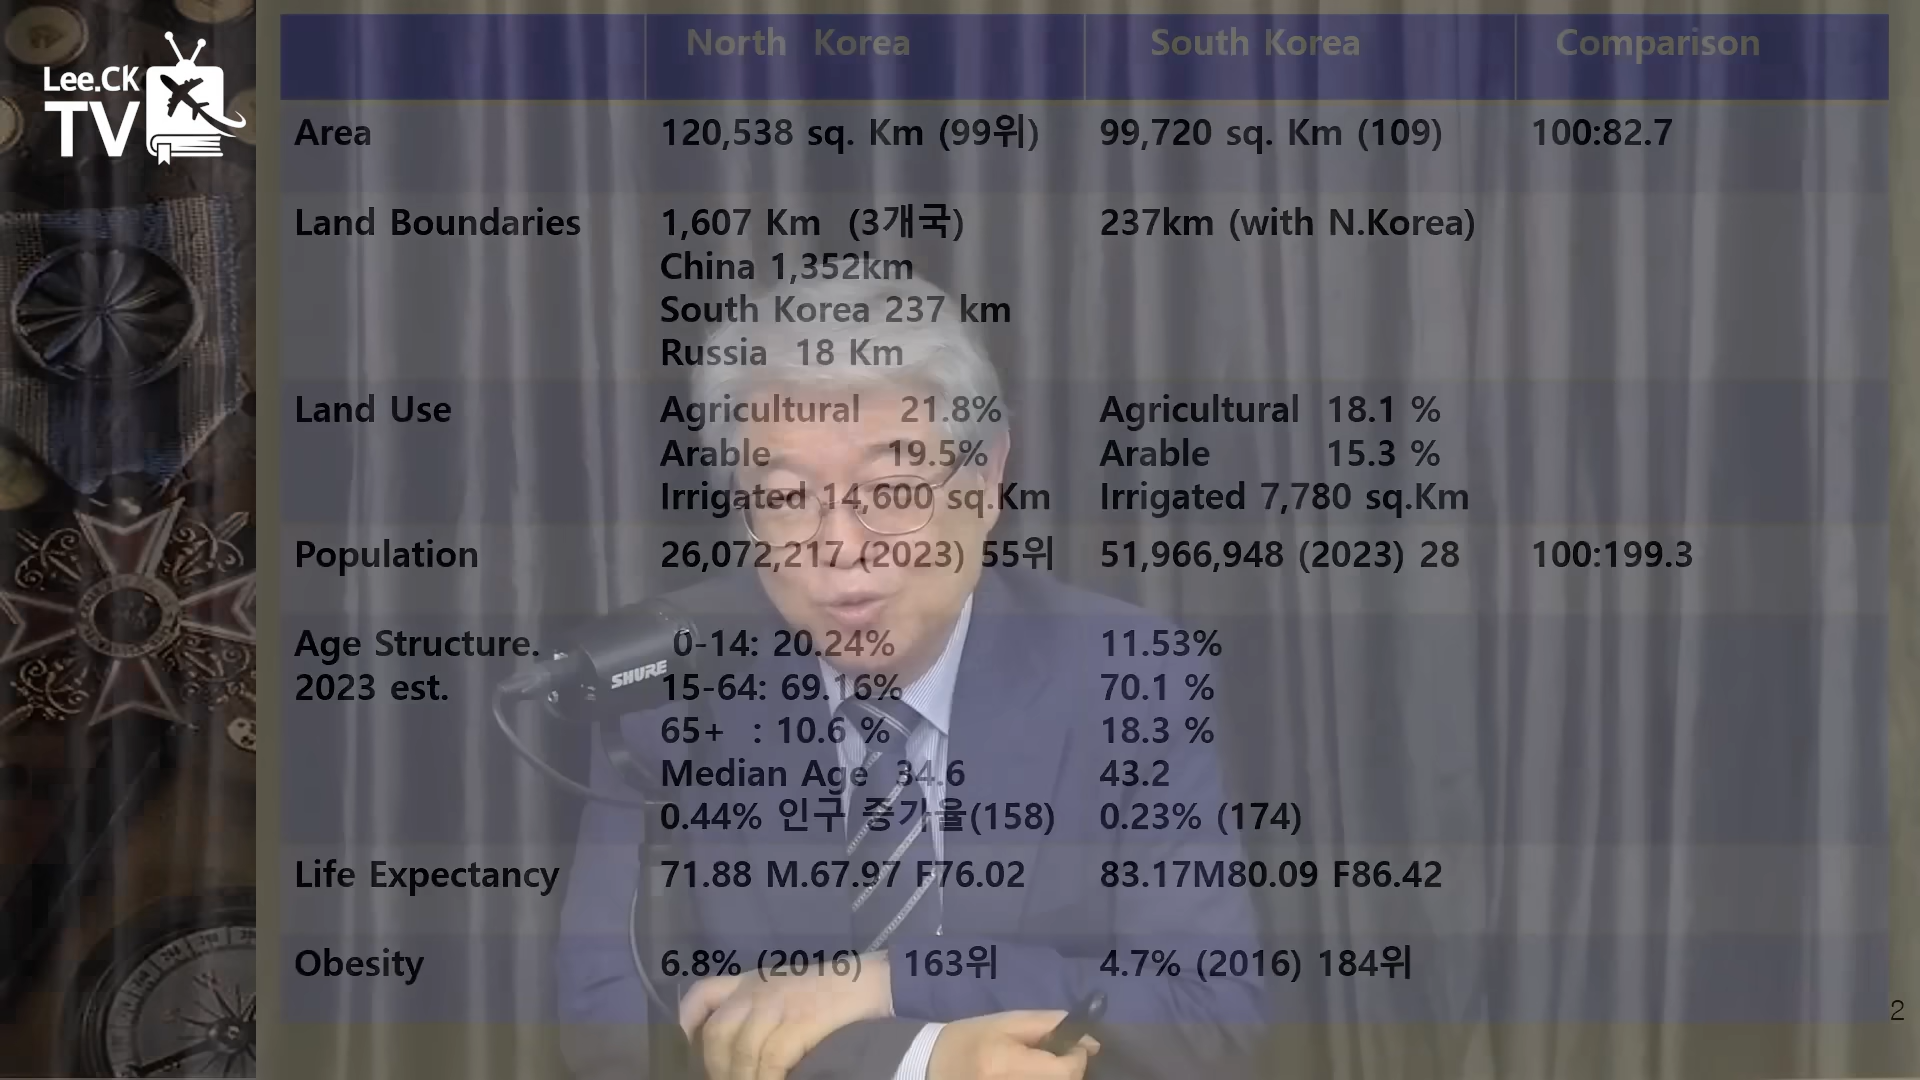 Lee.CK
TV
North Korea South Korea Comparison
Area 120,538 sq. Km (99위) 99,720 sq. Km (109) 100:82.7
Land Boundaries 1,607 Km (3개국) 237km (with N.Korea)
China 1,352km
South Korea 237 km
Russia 18 Km
Land Use Agricultural 21.8% Agricultural 18.1 %
Arable 19.5% Arable 15.3 %
Irrigated 14,600 sq.Km Irrigated 7,780 sq.Km
Population 26,072,217 (2023) 55위 51,966,948 (2023) 28 100:199.3
Age Structure. 0-14: 20.24% 11.53%
2023 est. 15-64: 69.16% 70.1 %
65+ : 10.6 % 18.3 %
Median Age 34.6 43.2
0.44% 인구 증가율(158) 0.23% (174)
Life Expectancy 71.88 M.67.97 F76.02 83.17M80.09 F86.42
Obesity 6.8% (2016) 163위 4.7% (2016) 184위
SHURE
2